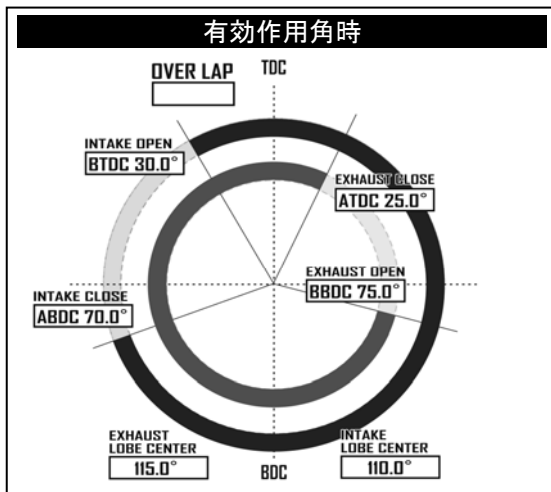 有効作用角時
OVER LAP
TDC
INTAKE OPEN
BTDC 30.0°
EXHAUST CLOSE
ATDC 25.0°
EXHAUST OPEN
BBDC 75.0°
INTAKE CLOSE
ABDC 70.0°
EXHAUST
LOBE CENTER
115.0°
BDC
INTAKE
LOBE CENTER
110.0°